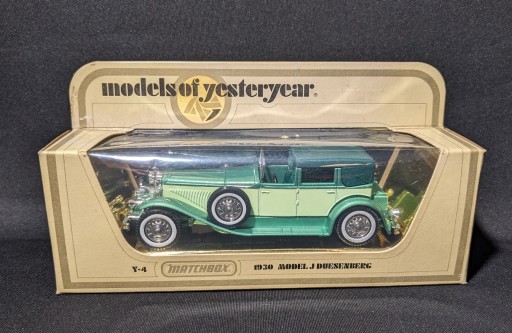 models of yesteryear®
Y-4 MATCHBOX 1930 MODEL J DUESENBERG